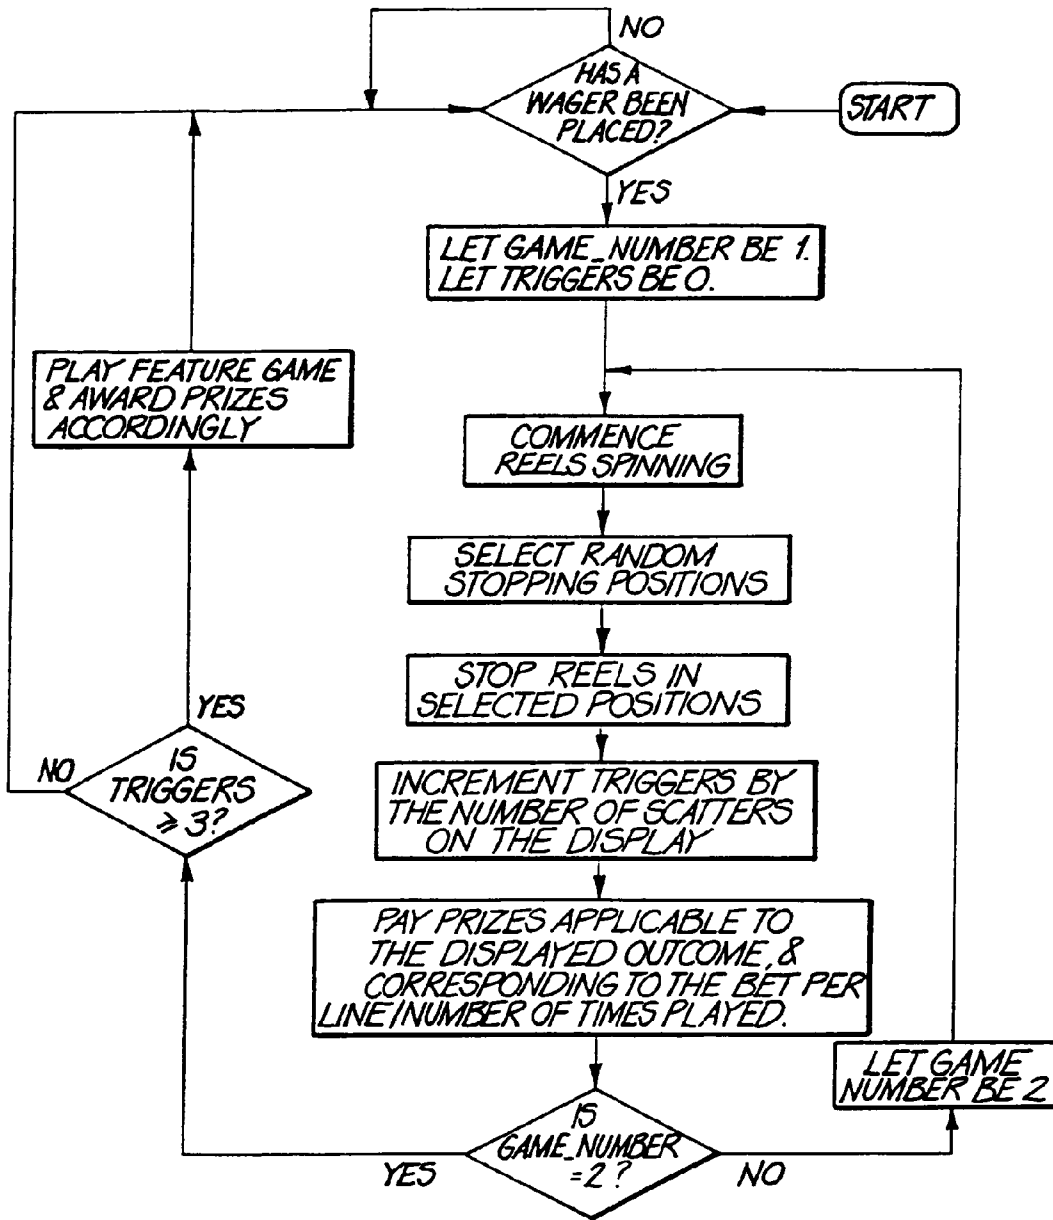 NO
HAS A
WAGER BEEN
PLACED?
START
YES
LET GAME_NUMBER BE 1.
LET TRIGGERS BE 0.
PLAY FEATURE GAME
& AWARD PRIZES
ACCORDINGLY
COMMENCE
REELS SPINNING
SELECT RANDOM
STOPPING POSITIONS
STOP REELS IN
SELECTED POSITIONS
YES
NO
IS
TRIGGERS
⩾ 3?
INCREMENT TRIGGERS BY
THE NUMBER OF SCATTERS
ON THE DISPLAY
PAY PRIZES APPLICABLE TO
THE DISPLAYED OUTCOME, &
CORRESPONDING TO THE BET PER
LINE/NUMBER OF TIMES PLAYED.
LET GAME
NUMBER BE 2
IS
GAME_NUMBER
=2?
YES
NO